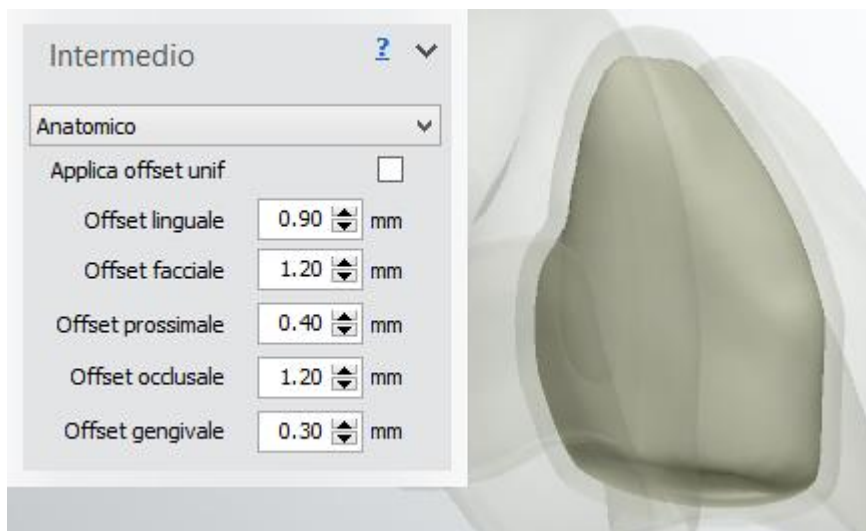 Intermedio ?
Anatomico
Applica offset unif
Offset linguale 0.90 mm
Offset facciale 1.20 mm
Offset prossimale 0.40 mm
Offset occlusale 1.20 mm
Offset gengivale 0.30 mm